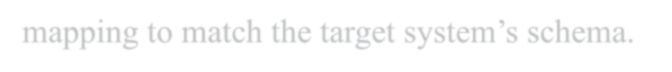 mapping to match the target system’s schema.